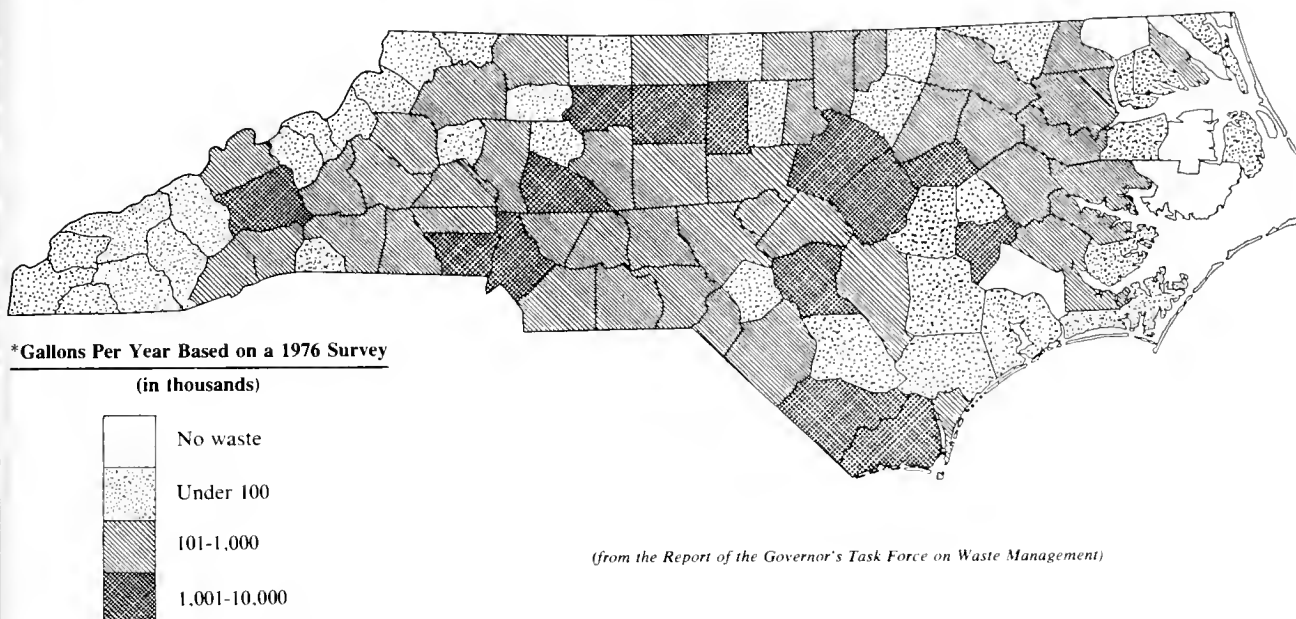 *Gallons Per Year Based on a 1976 Survey
(in thousands)
No waste
Under 100
101-1,000
1,001-10,000
(from the Report of the Governor's Task Force on Waste Management)